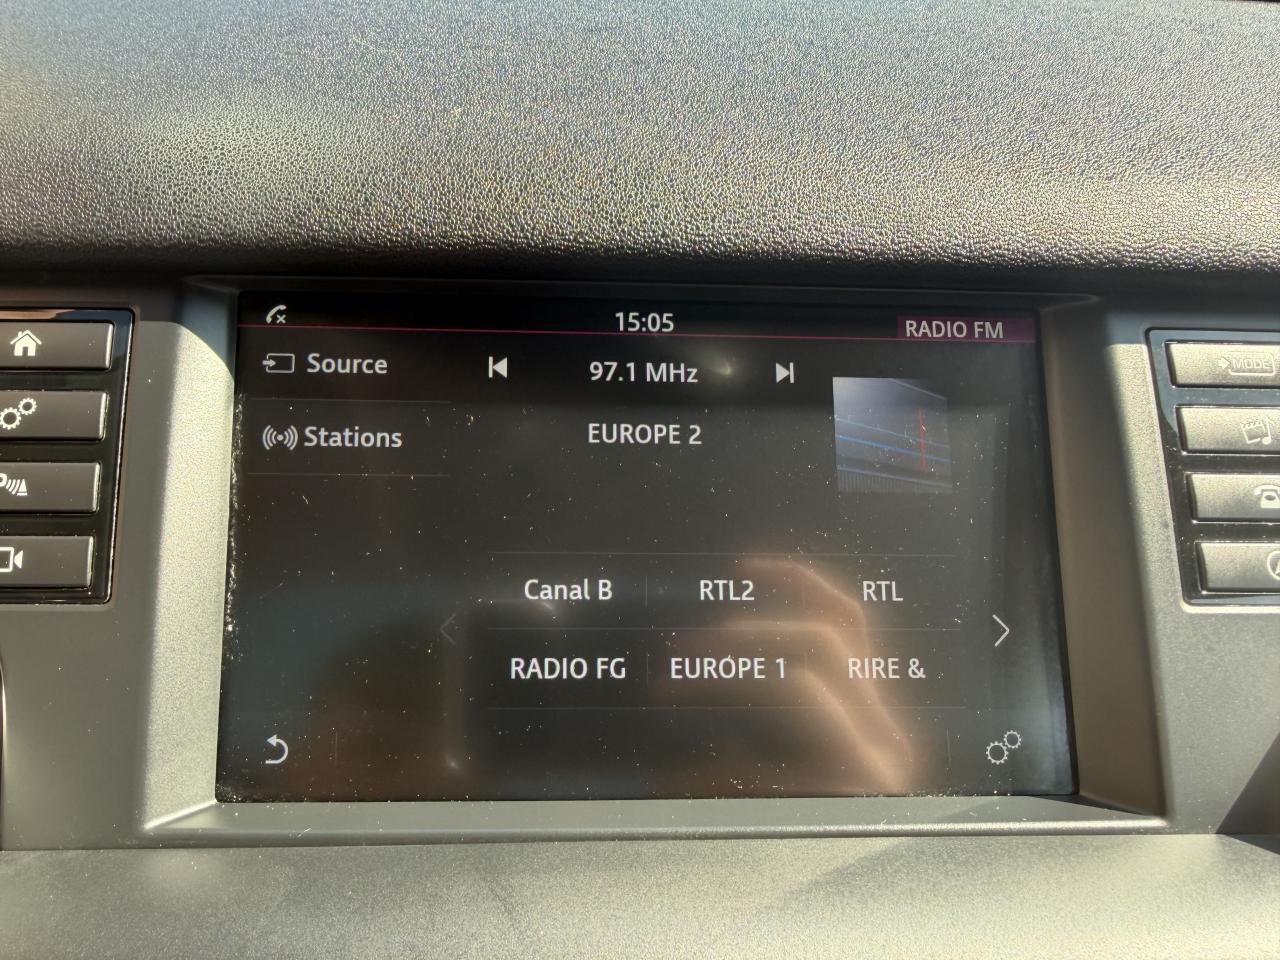 15:05
RADIO FM
Source
97.1 MHz
Stations
EUROPE 2
Canal B
RTL2
RTL
RADIO FG
EUROPE 1
RIRE &
MODE